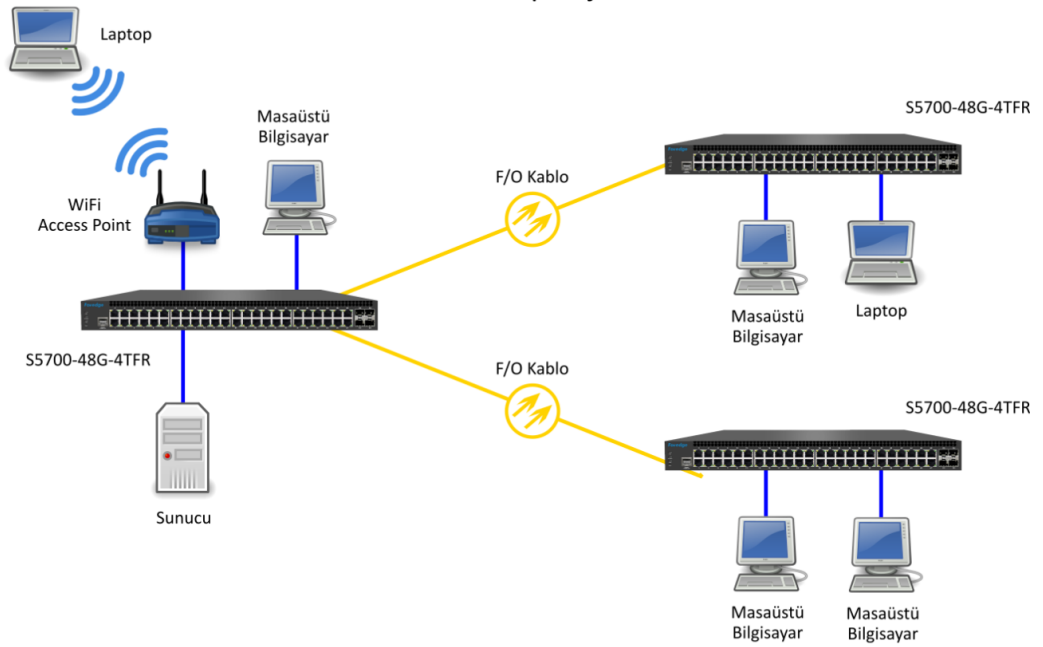 Laptop
Masaüstü
Bilgisayar
WiFi
Access Point
S5700-48G-4TFR
Sunucu
F/O Kablo
F/O Kablo
S5700-48G-4TFR
Masaüstü
Bilgisayar
Laptop
S5700-48G-4TFR
Masaüstü
Bilgisayar
Masaüstü
Bilgisayar